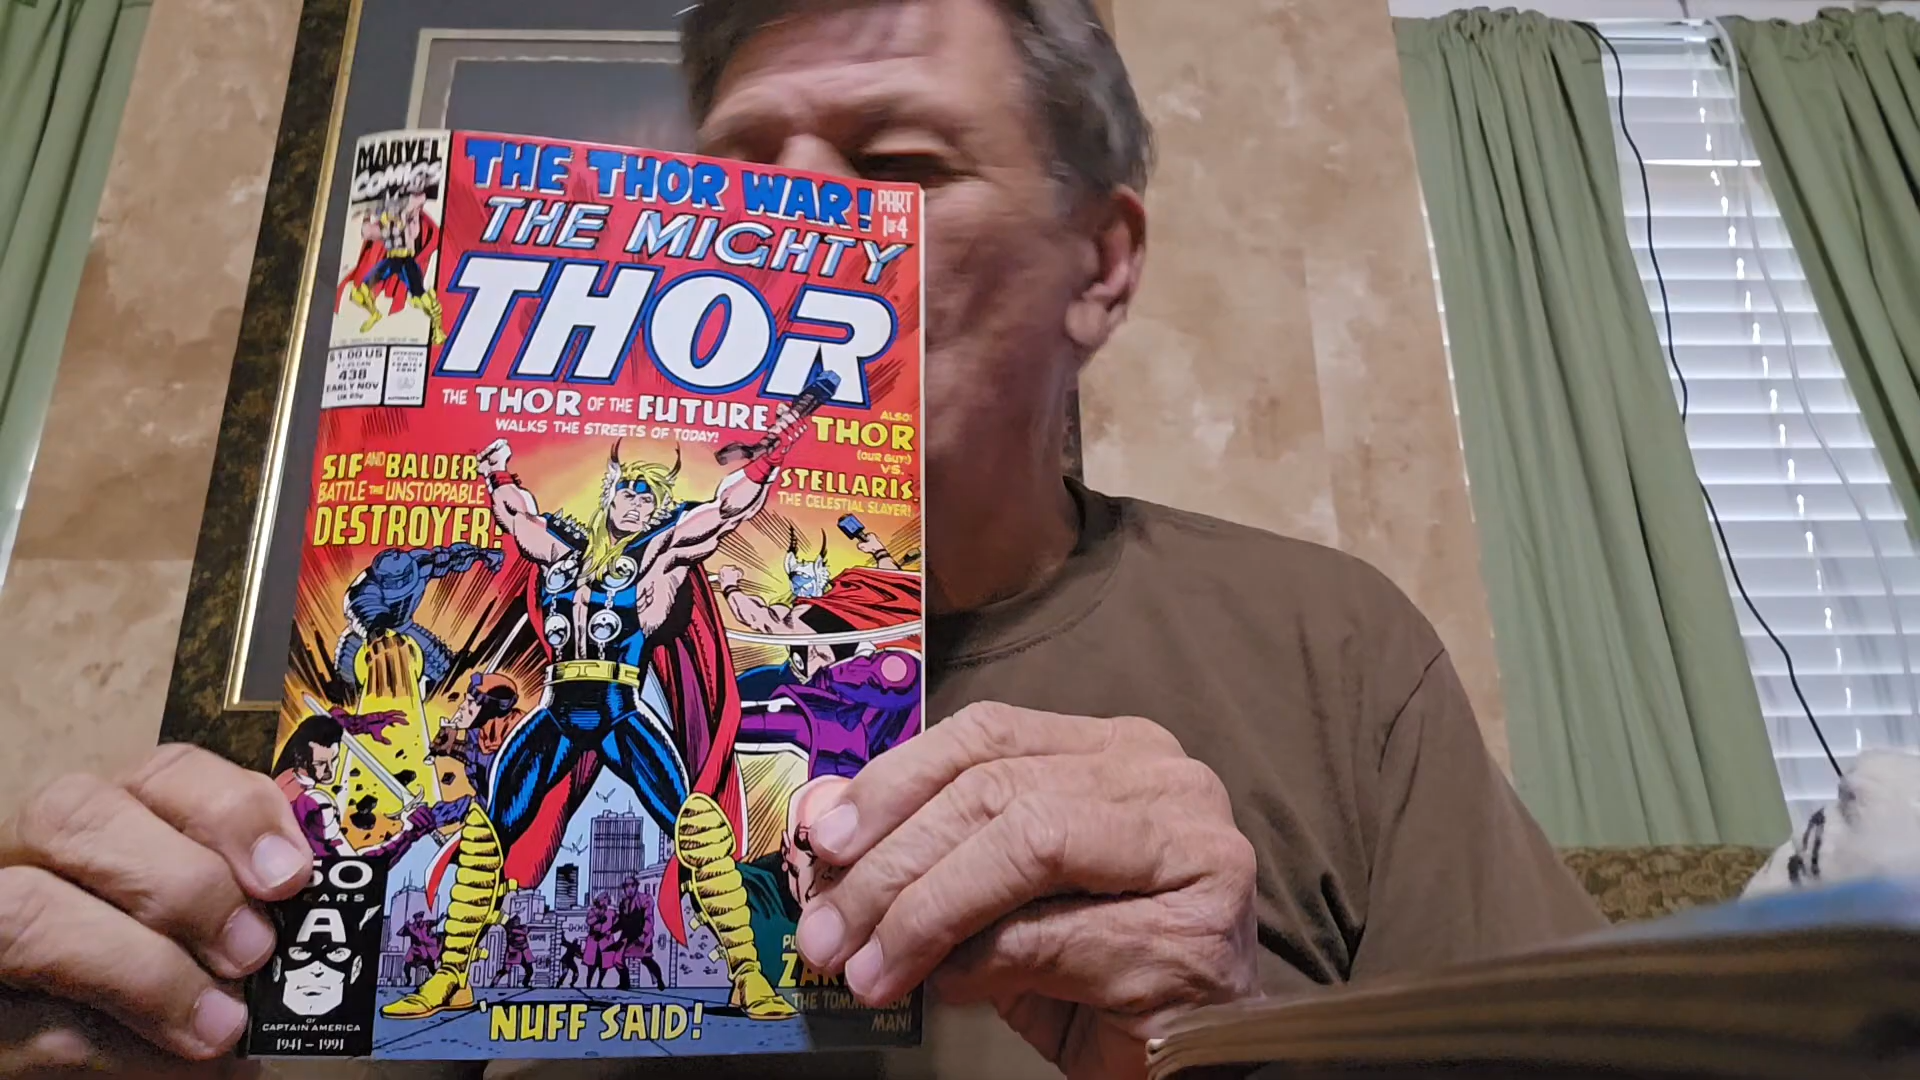 MARVEL
COMICS
THE THOR WAR!
PART
1 OF 4
THE MIGHTY
THOR
$1.00 US
438
EARLY NOV
THE THOR OF THE FUTURE
WALKS THE STREETS OF TODAY!
ALSO:
THOR
(OUR GUY!)
VS.
STELLARIS,
THE CELESTIAL SLAYER!
SIF AND BALDER
BATTLE THE UNSTOPPABLE
DESTROYER!
50
EARS
A
OF
CAPTAIN AMERICA
1941-1991
'NUFF SAID!
THE TOMORROW
MAN!